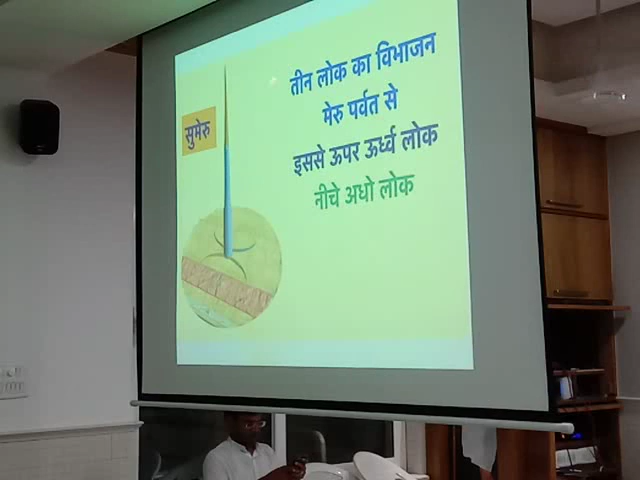 सुमेरु
तीन लोक का विभाजन
मेरु पर्वत से
इससे ऊपर ऊर्ध्व लोक
नीचे अधो लोक